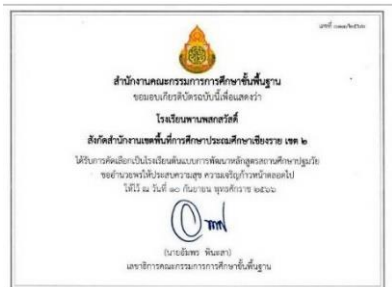 เลขที่
สำนักงานคณะกรรมการการศึกษาขั้นพื้นฐาน
ขอมอบเกียรติบัตรฉบับนี้เพื่อแสดงว่า
โรงเรียนพานพสกสวัสดิ์
สังกัดสำนักงานเขตพื้นที่การศึกษาประถมศึกษาเชียงราย เขต ๒
ได้รับการคัดเลือกเป็นโรงเรียนต้นแบบการพัฒนาหลักสูตรสถานศึกษาปฐมวัย
ขออำนวยพรให้ประสบความสุข ความเจริญก้าวหน้าตลอดไป
ให้ไว้ ณ วันที่ ๑๐ กันยายน พุทธศักราช ๒๕๖๖
(นายอัมพร พินะสา)
เลขาธิการคณะกรรมการการศึกษาขั้นพื้นฐาน